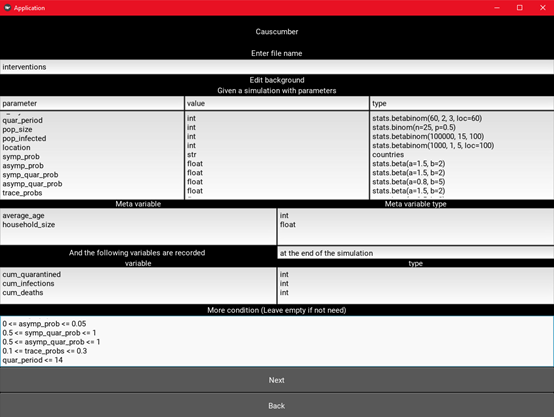 Application
Causcumber
Enter file name
interventions
Edit background
Given a simulation with parameters
parameter
value
type
quar_period
pop_size
pop_infected
location
symp_prob
asymp_prob
symp_quar_prob
asymp_quar_prob
trace_probs
int
int
int
int
str
float
float
float
float
stats.betabinom(60, 2, 3, loc=60)
stats.binom(n=25, p=0.5)
stats.betabinom(100000, 15, 100)
stats.betabinom(1000, 1, 5, loc=100)
countries
stats.beta(a=1.5, b=2)
stats.beta(a=1.5, b=2)
stats.beta(a=0.8, b=5)
stats.beta(a=1.5, b=2)
Meta variable
Meta variable type
average_age
household_size
int
float
And the following variables are recorded
at the end of the simulation
variable
type
cum_quarantined
cum_infections
cum_deaths
int
int
int
More condition (Leave empty if not need)
0 <= asymp_prob <= 0.05
0.5 <= symp_quar_prob <= 1
0.5 <= asymp_quar_prob <= 1
0.1 <= trace_probs <= 0.3
quar_period <= 14
Next
Back